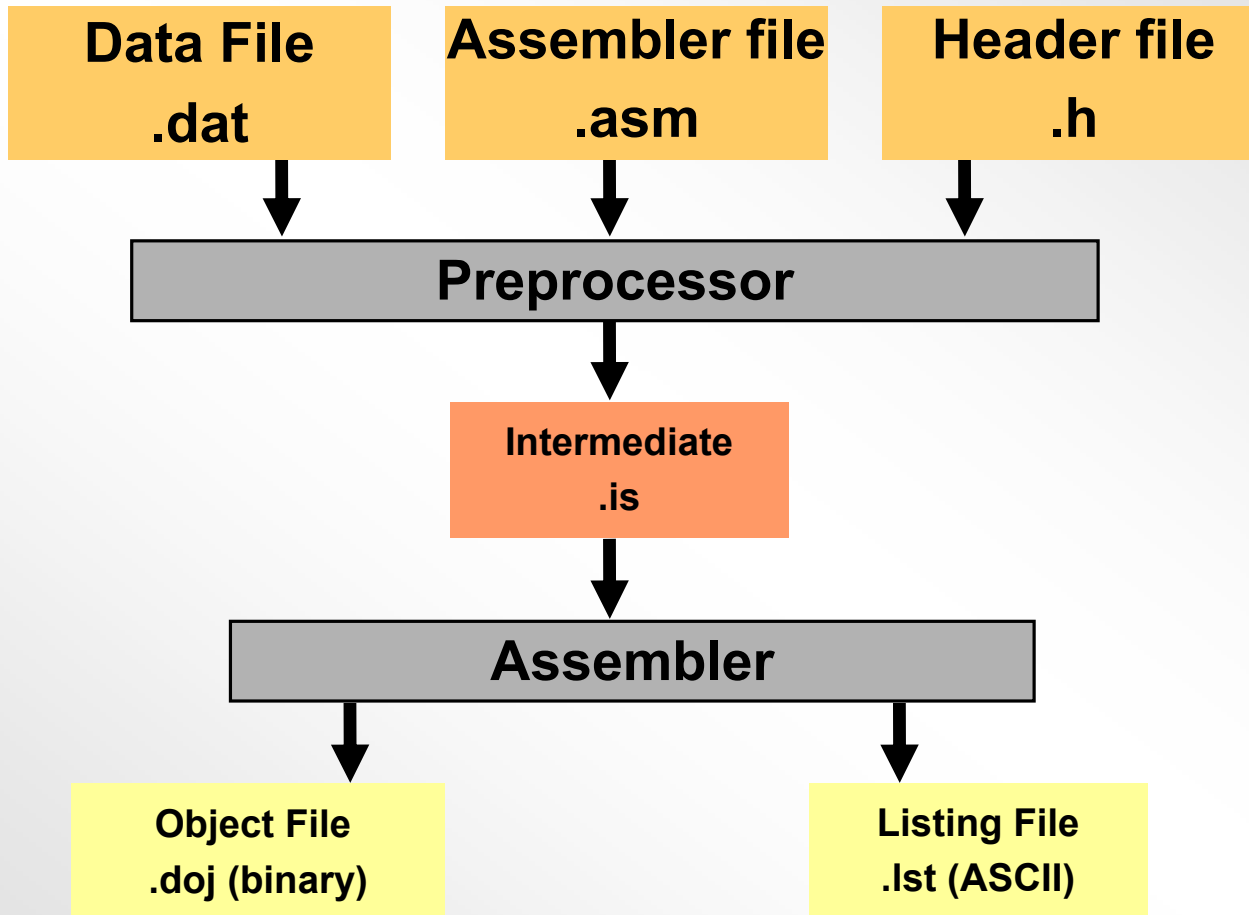 Data File
.dat
Assembler file
.asm
Header file
.h
Preprocessor
Intermediate
.is
Assembler
Object File
.doj (binary)
Listing File
.lst (ASCII)